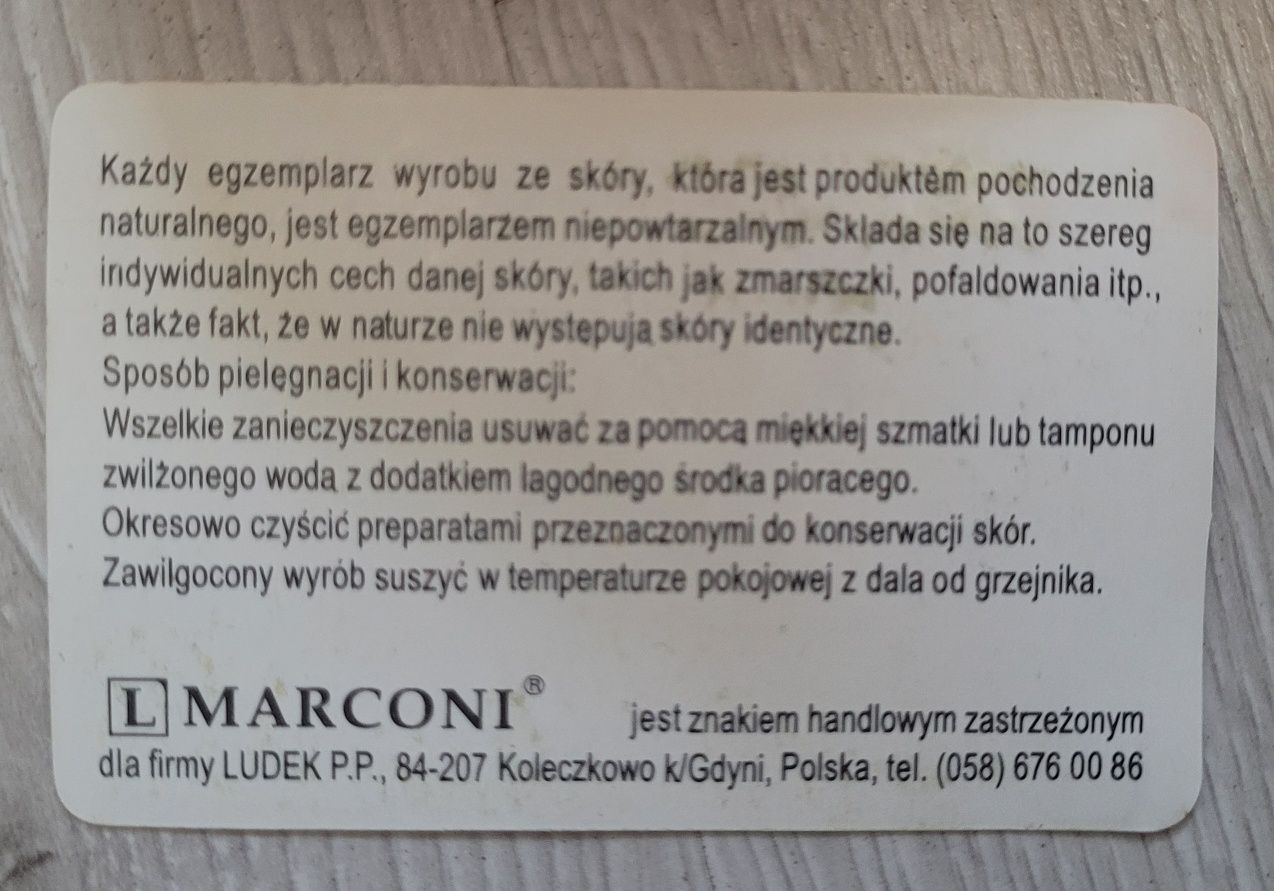 Każdy egzemplarz wyrobu ze skóry, która jest produktem pochodzenia
naturalnego, jest egzemplarzem niepowtarzalnym. Sklada się na to szereg
indywidualnych cech danej skóry, takich jak zmarszczki, pofaldowania itp.,
a także fakt, że w naturze nie występują skóry identyczne.
Sposób pielęgnacji i konserwacji:
Wszelkie zanieczyszczenia usuwać za pomocą miękkiej szmatki lub tamponu
zwilżonego wodą z dodatkiem lagodnego środka piorącego.
Okresowo czyścić preparatami przeznaczonymi do konserwacji skór.
Zawilgocony wyrób suszyć w temperaturze pokojowej z dala od grzejnika.
L MARCONI® jest znakiem handlowym zastrzeżonym
dla firmy LUDEK P.P., 84-207 Koleczkowo k/Gdyni, Polska, tel. (058) 676 00 86